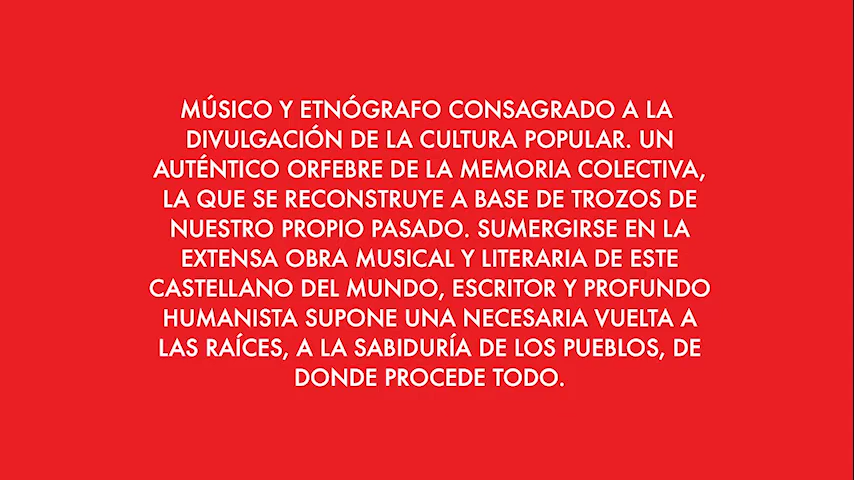 MÚSICO Y ETNÓGRAFO CONSAGRADO A LA
DIVULGACIÓN DE LA CULTURA POPULAR. UN
AUTÉNTICO ORFEBRE DE LA MEMORIA COLECTIVA,
LA QUE SE RECONSTRUYE A BASE DE TROZOS DE
NUESTRO PROPIO PASADO. SUMERGIRSE EN LA
EXTENSA OBRA MUSICAL Y LITERARIA DE ESTE
CASTELLANO DEL MUNDO, ESCRITOR Y PROFUNDO
HUMANISTA SUPONE UNA NECESARIA VUELTA A
LAS RAÍCES, A LA SABIDURÍA DE LOS PUEBLOS, DE
DONDE PROCEDE TODO.